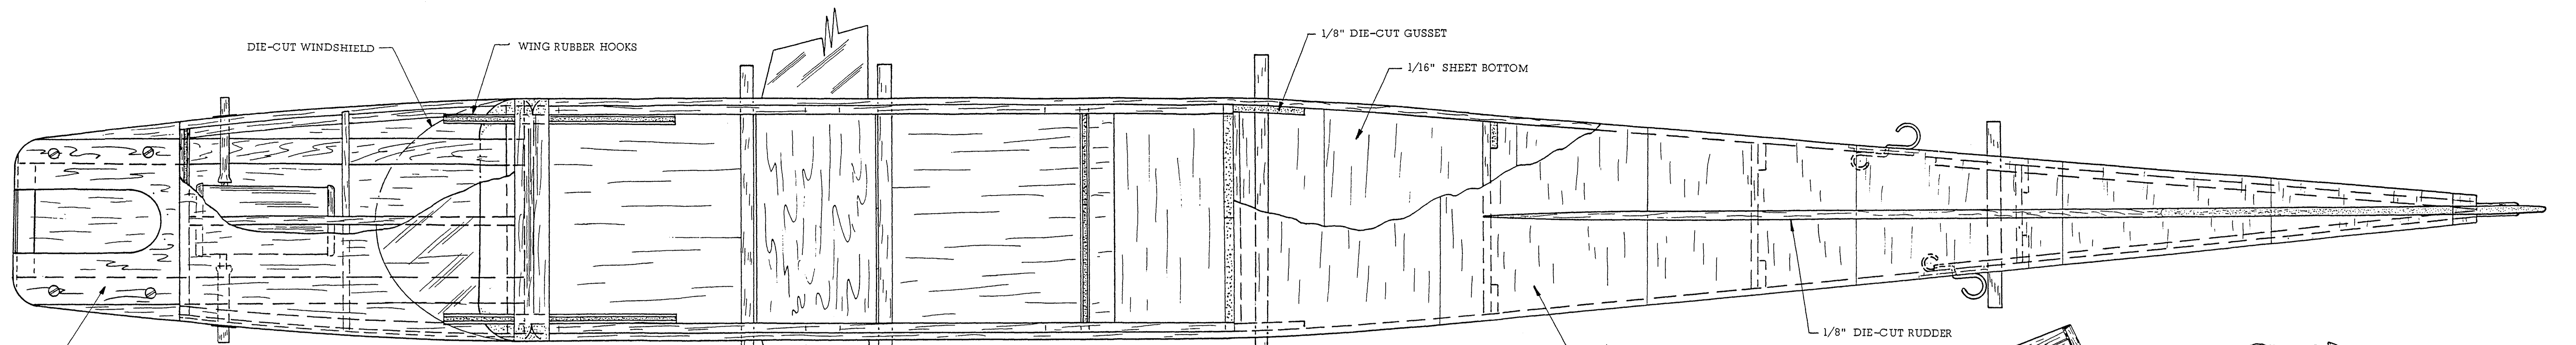 DIE-CUT WINDSHIELD
WING RUBBER HOOKS
1/8" DIE-CUT GUSSET
1/16" SHEET BOTTOM
1/8" DIE-CUT RUDDER